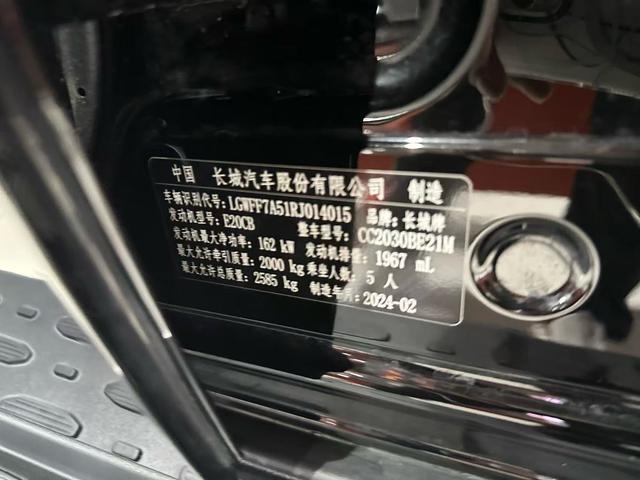 中国 长城汽车股份有限公司 制造
车辆识别代号: LGWFF7A51RJ014015 品牌: 长城牌
发动机型号: E20CB 整车型号: CC2030BE21M
发动机最大净功率: 162 kW 发动机排量: 1967 mL
最大允许牵引质量: 2000 kg 乘坐人数: 5 人
最大允许总质量: 2585 kg 制造年月: 2024-02